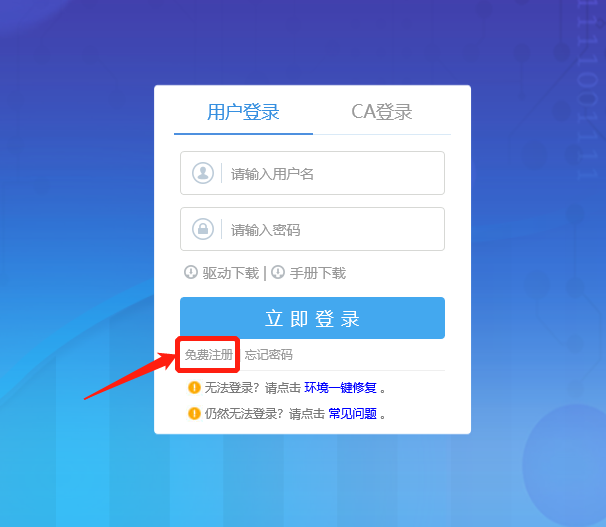 用户登录 CA登录
请输入用户名
请输入密码
驱动下载 | 手册下载
立即登录
免费注册 忘记密码
无法登录？请点击 环境一键修复 。
仍然无法登录？请点击 常见问题 。